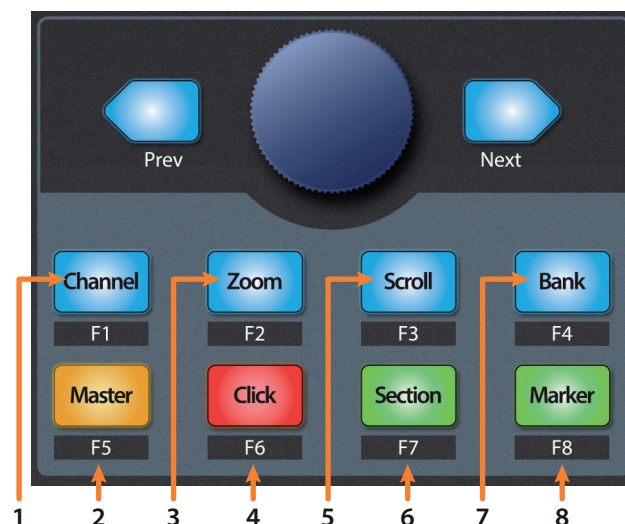 Prev Next
Channel Zoom Scroll Bank
F1 F2 F3 F4
Master Click Section Marker
F5 F6 F7 F8
1 2 3 4 5 6 7 8